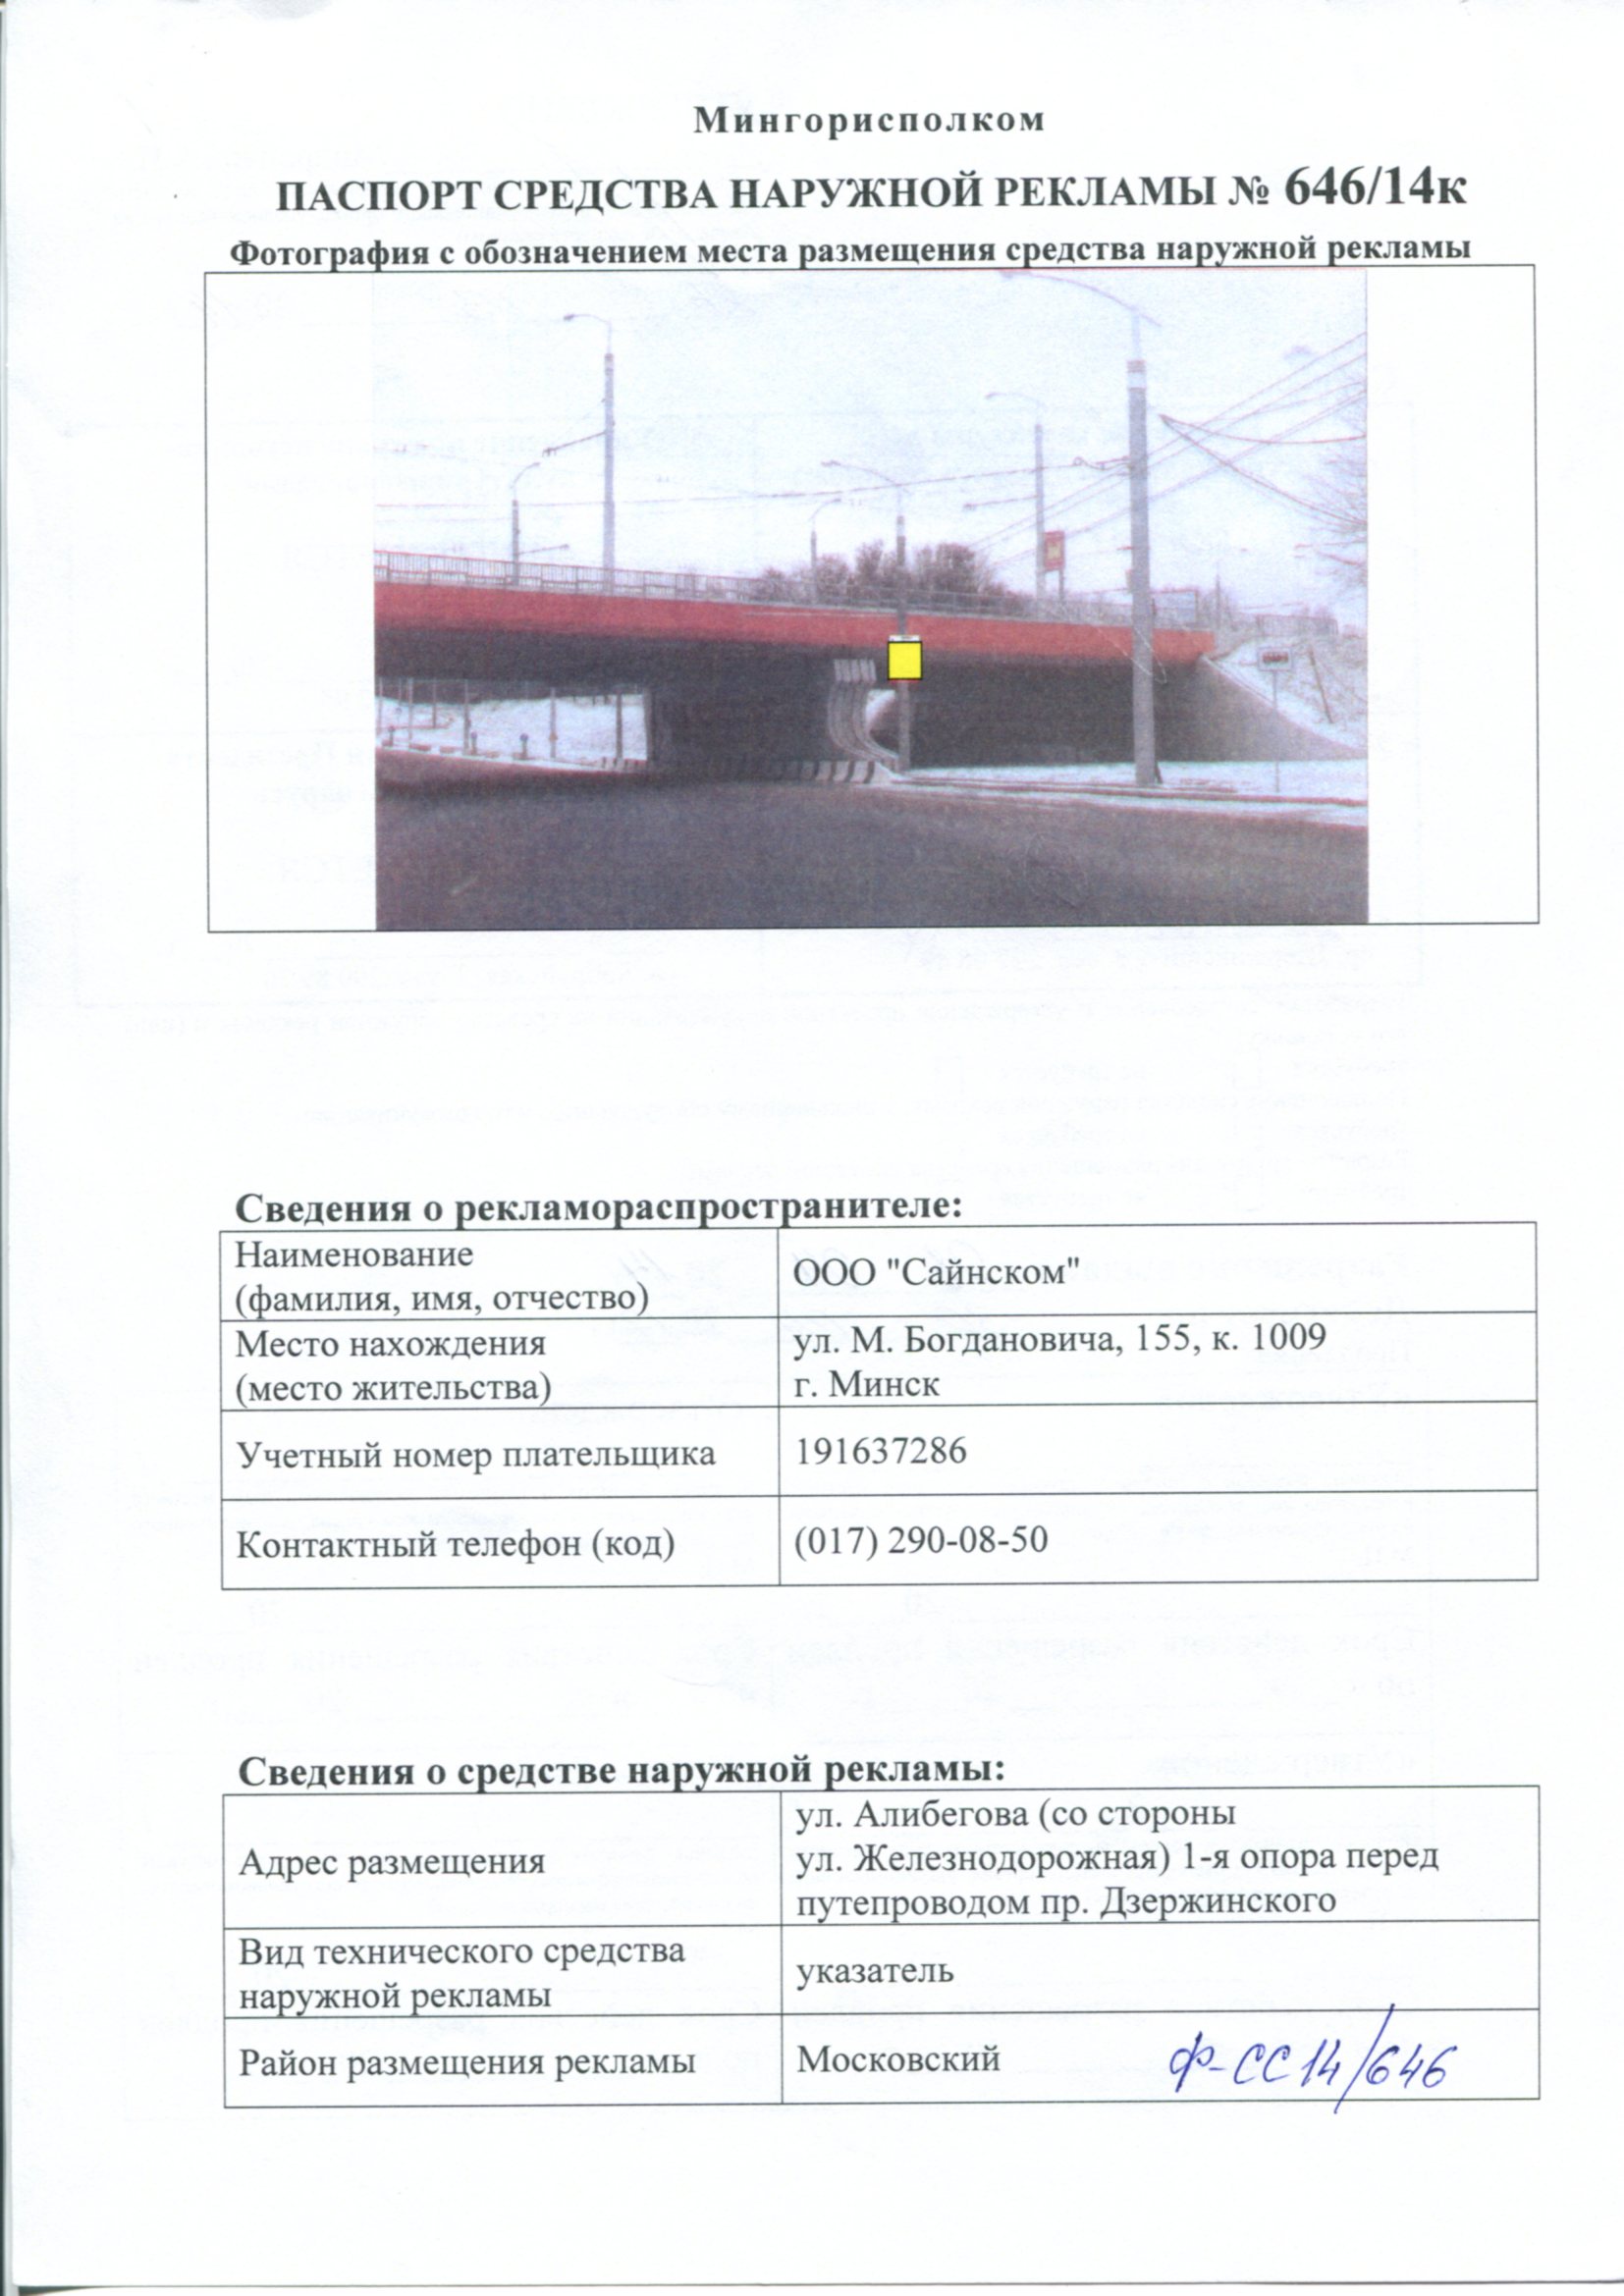 Мингорисполком
ПАСПОРТ СРЕДСТВА НАРУЖНОЙ РЕКЛАМЫ № 646/14к
Фотография с обозначением места размещения средства наружной рекламы
Сведения о рекламораспространителе:
Наименование
(фамилия, имя, отчество)
ООО "Сайнском"
Место нахождения
(место жительства)
ул. М. Богдановича, 155, к. 1009
г. Минск
Учетный номер плательщика
191637286
Контактный телефон (код)
(017) 290-08-50
Сведения о средстве наружной рекламы:
Адрес размещения
ул. Алибегова (со стороны
ул. Железнодорожная) 1-я опора перед
путепроводом пр. Дзержинского
Вид технического средства
наружной рекламы
указатель
Район размещения рекламы
Московский
Ф-СС14/646